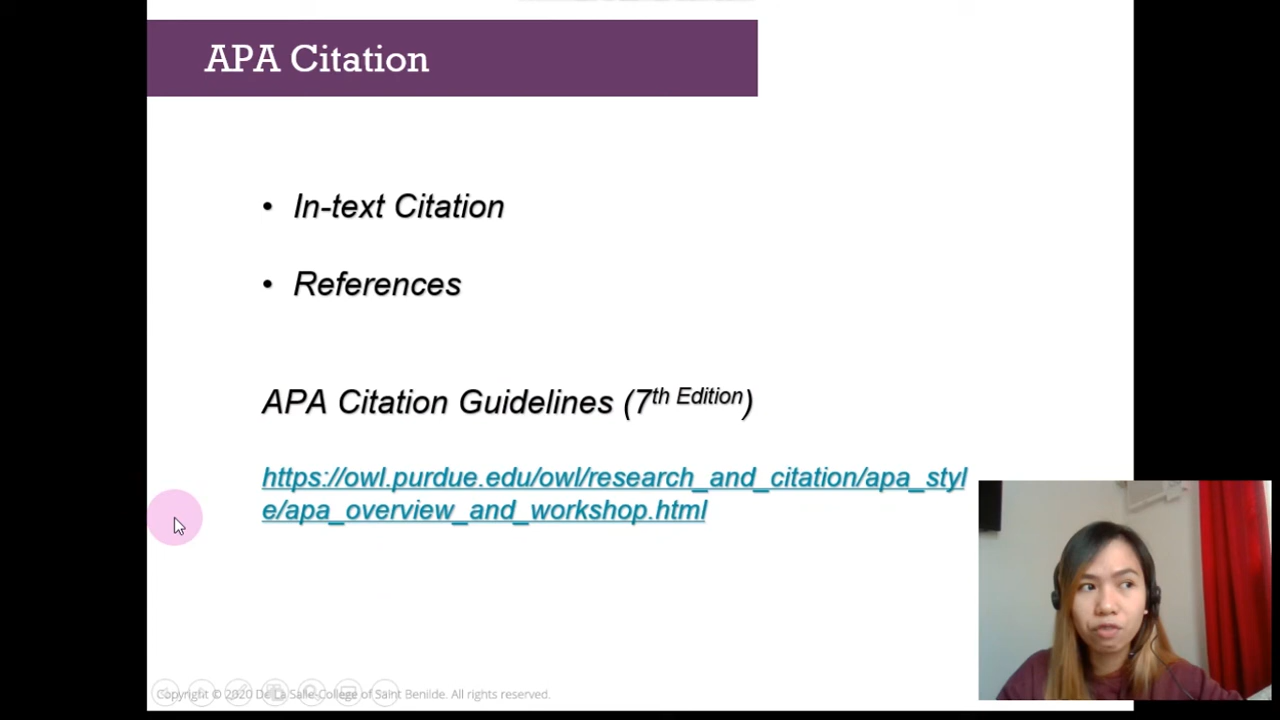 APA Citation
• In-text Citation
• References
APA Citation Guidelines (7th Edition)
https://owl.purdue.edu/owl/research_and_citation/apa_styl
e/apa_overview_and_workshop.html
Copyright © 2020 De La Salle-College of Saint Benilde. All rights reserved.